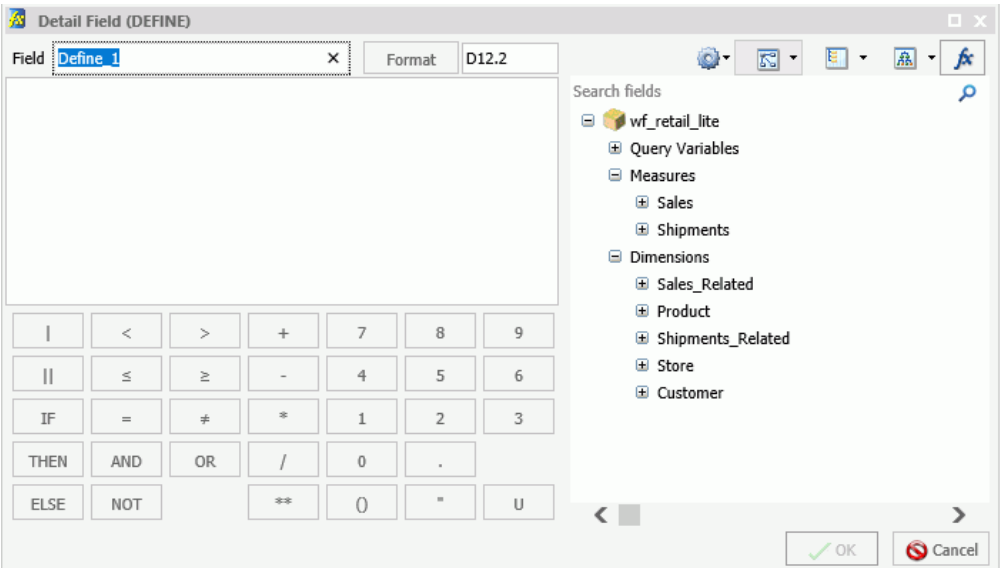 Detail Field (DEFINE)
Field Define_1 × Format D12.2
fx
Search fields
wf_retail_lite
Query Variables
Measures
Sales
Shipments
Dimensions
Sales_Related
Product
Shipments_Related
Store
Customer
| < > + 7 8 9
|| ≤ ≥ - 4 5 6
IF = ≠ * 1 2 3
THEN AND OR / 0 .
ELSE NOT ** () " U
OK Cancel